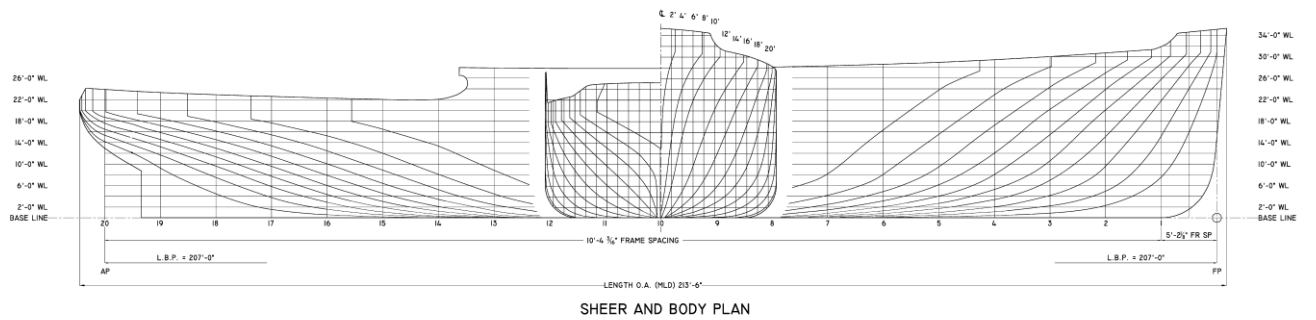 ℄ 2' 4' 6' 8' 10'
12' 14' 16' 18' 20'
34'-0" WL
30'-0" WL
26'-0" WL
22'-0" WL
18'-0" WL
14'-0" WL
10'-0" WL
6'-0" WL
2'-0" WL
BASE LINE
26'-0" WL
22'-0" WL
18'-0" WL
14'-0" WL
10'-0" WL
6'-0" WL
2'-0" WL
BASE LINE
20 19 18 17 16 15 14 13 12 11 10 9 8 7 6 5 4 3 2 1
10'-4 3/16" FRAME SPACING
5'-2⅛" FR SP
L.B.P. = 207'-0"
L.B.P. = 207'-0"
AP
FP
LENGTH O.A. (MLD) 213'-6"
SHEER AND BODY PLAN